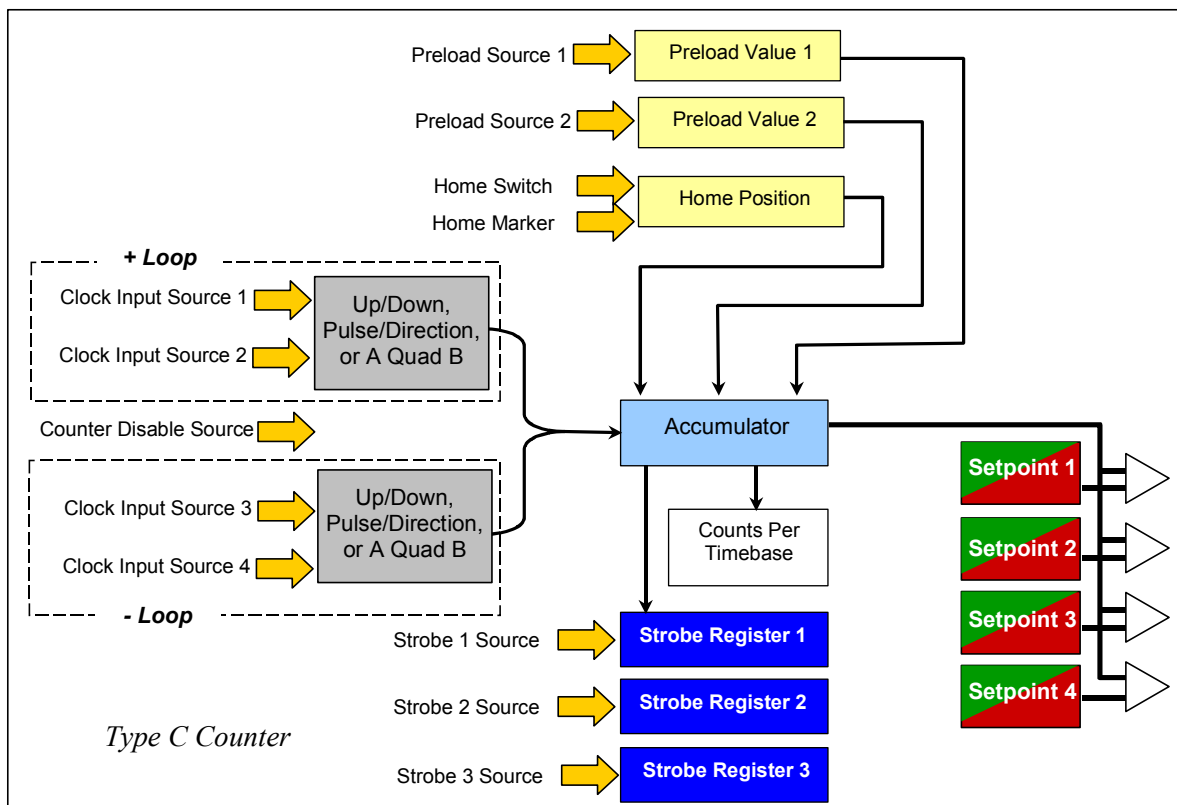 Preload Source 1
Preload Value 1
Preload Source 2
Preload Value 2
Home Switch
Home Marker
Home Position
+ Loop
Clock Input Source 1
Clock Input Source 2
Up/Down,
Pulse/Direction,
or A Quad B
Counter Disable Source
Accumulator
Clock Input Source 3
Clock Input Source 4
Up/Down,
Pulse/Direction,
or A Quad B
- Loop
Counts Per
Timebase
Setpoint 1
Setpoint 2
Setpoint 3
Setpoint 4
Strobe 1 Source
Strobe Register 1
Strobe 2 Source
Strobe Register 2
Strobe 3 Source
Strobe Register 3
Type C Counter